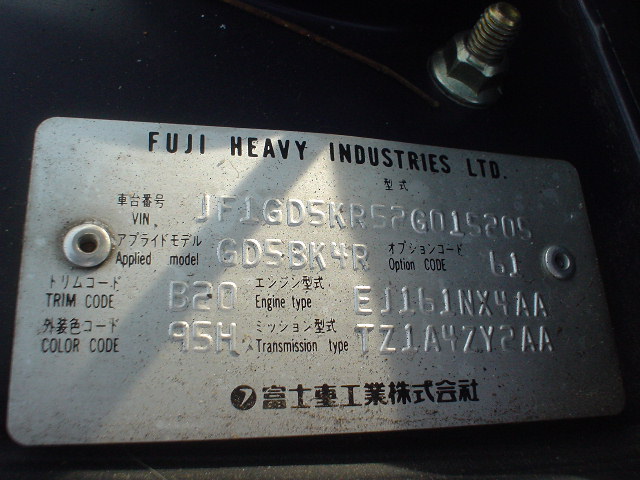 FUJI HEAVY INDUSTRIES LTD.
型式
車台番号
VIN JF1GD5KR52G015205
アプライドモデル オプションコード
Applied model GD5BK4R Option CODE 61
トリムコード エンジン型式
TRIM CODE B20 Engine type EJ161NX4AA
外装色コード ミッション型式
COLOR CODE 95H Transmission type TZ1A4ZY2AA
富士重工業株式会社